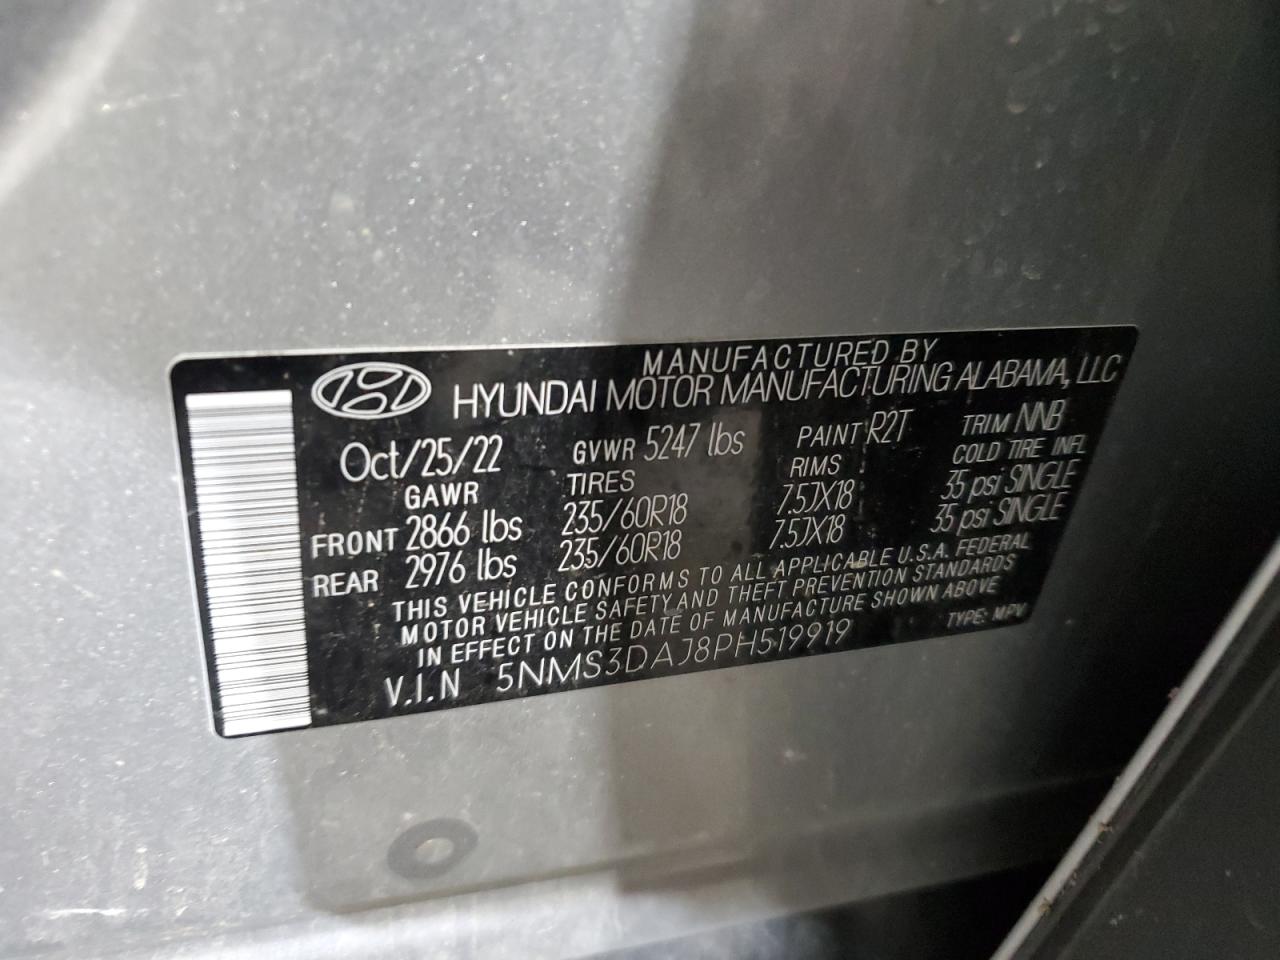 MANUFACTURED BY
HYUNDAI MOTOR MANUFACTURING ALABAMA, LLC
Oct/25/22 GVWR 5247 lbs PAINT R2T TRIM NNB
GAWR TIRES RIMS COLD TIRE INFL
FRONT 2866 lbs 235/60R18 7.5JX18 35 psi SINGLE
REAR 2976 lbs 235/60R18 7.5JX18 35 psi SINGLE
THIS VEHICLE CONFORMS TO ALL APPLICABLE U.S.A. FEDERAL
MOTOR VEHICLE SAFETY AND THEFT PREVENTION STANDARDS
IN EFFECT ON THE DATE OF MANUFACTURE SHOWN ABOVE
V.I.N 5NMS3DAJ8PH519919 TYPE: MPV